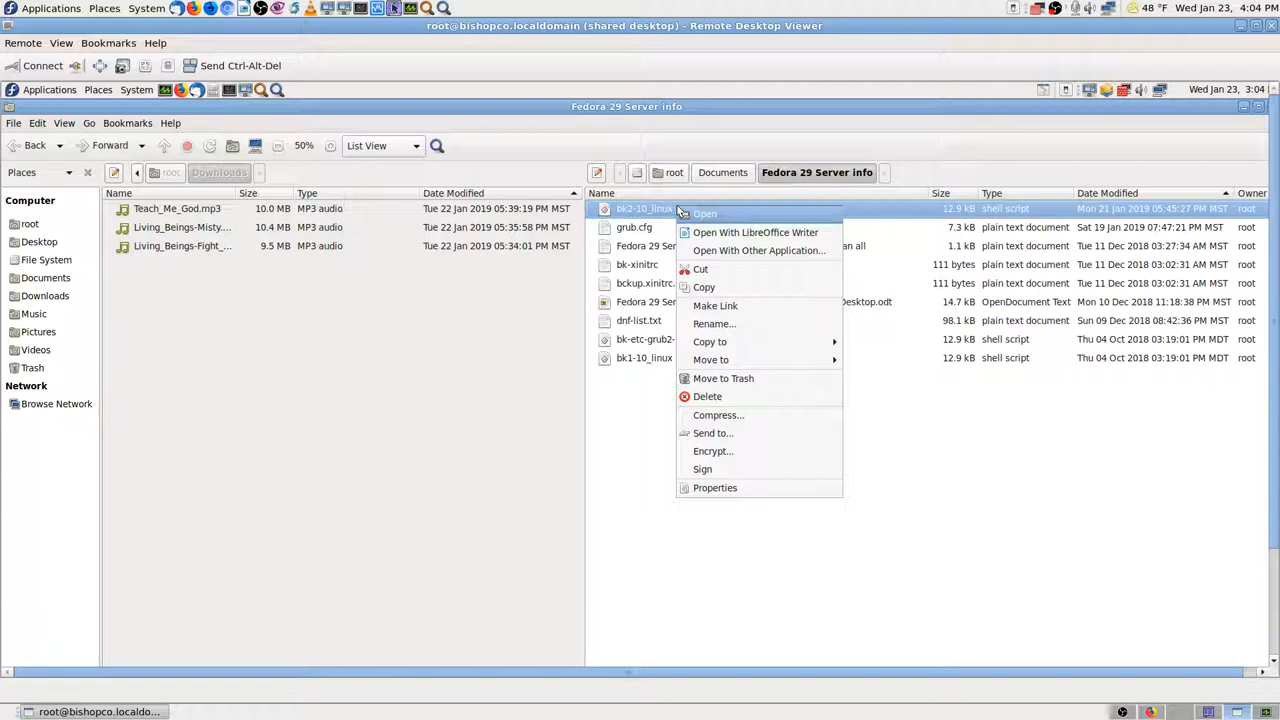 Applications Places System 48 °F Wed Jan 23, 4:04 PM
root@bishopco.localdomain (shared desktop) - Remote Desktop Viewer
Remote View Bookmarks Help
Connect Send Ctrl-Alt-Del
Applications Places System Wed Jan 23, 3:04
Fedora 29 Server info
File Edit View Go Bookmarks Help
Back Forward 50% List View
Places root Downloads root Documents Fedora 29 Server info
Name Size Type Date Modified Name Size Type Date Modified Owner
Computer
root
Desktop
File System
Documents
Downloads
Music
Pictures
Videos
Trash
Network
Browse Network
Teach_Me_God.mp3 10.0 MB MP3 audio Tue 22 Jan 2019 05:39:19 PM MST
Living_Beings-Misty.... 10.4 MB MP3 audio Tue 22 Jan 2019 05:35:58 PM MST
Living_Beings-Fight_... 9.5 MB MP3 audio Tue 22 Jan 2019 05:34:01 PM MST
bk2-10_linux 12.9 kB shell script Mon 21 Jan 2019 05:45:27 PM MST root
grub.cfg 7.3 kB plain text document Sat 19 Jan 2019 07:47:21 PM MST root
Fedora 29 Ser an all 1.1 kB plain text document Tue 11 Dec 2018 03:27:34 AM MST root
bk-xinitrc 111 bytes plain text document Tue 11 Dec 2018 03:02:31 AM MST root
bckup.xinitrc. 111 bytes plain text document Tue 11 Dec 2018 03:02:31 AM MST root
Fedora 29 Ser Desktop.odt 14.7 kB OpenDocument Text Mon 10 Dec 2018 11:18:38 PM MST root
dnf-list.txt 98.1 kB plain text document Sun 09 Dec 2018 08:42:36 PM MST root
bk-etc-grub2- 12.9 kB shell script Thu 04 Oct 2018 03:19:01 PM MDT root
bk1-10_linux 12.9 kB shell script Thu 04 Oct 2018 03:19:01 PM MDT root
Open
Open With LibreOffice Writer
Open With Other Application...
Cut
Copy
Make Link
Rename...
Copy to
Move to
Move to Trash
Delete
Compress...
Send to...
Encrypt...
Sign
Properties
root@bishopco.localdo...